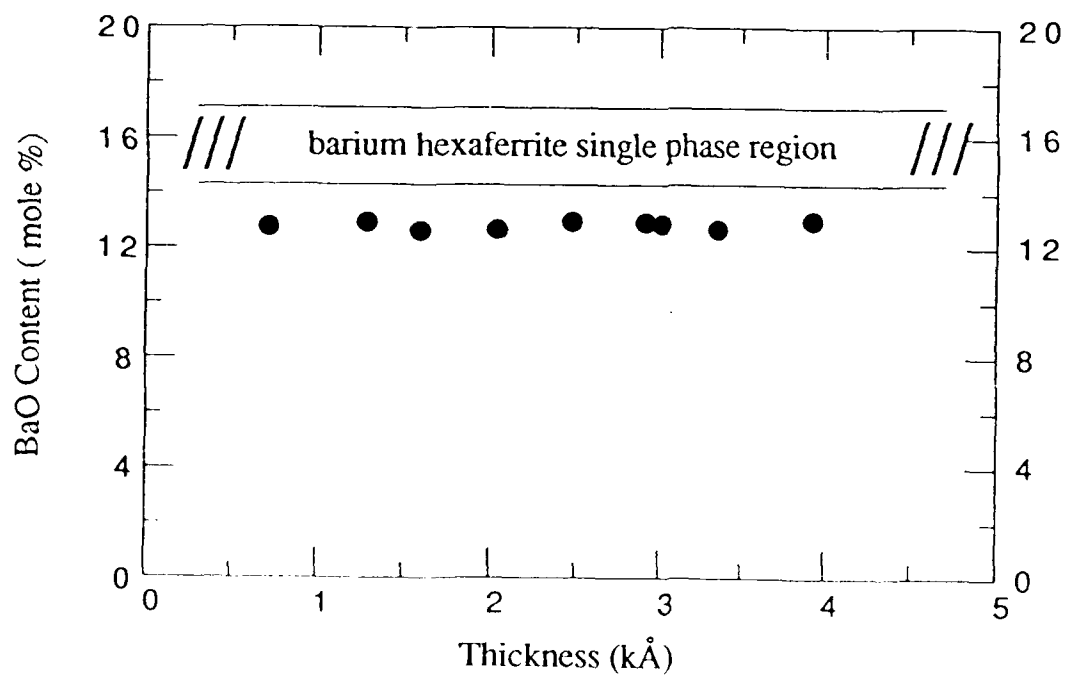 20 20
16 barium hexaferrite single phase region 16
12 12
8 8
4 4
0 0
0 1 2 3 4 5
BaO Content ( mole %)
Thickness (kÅ)